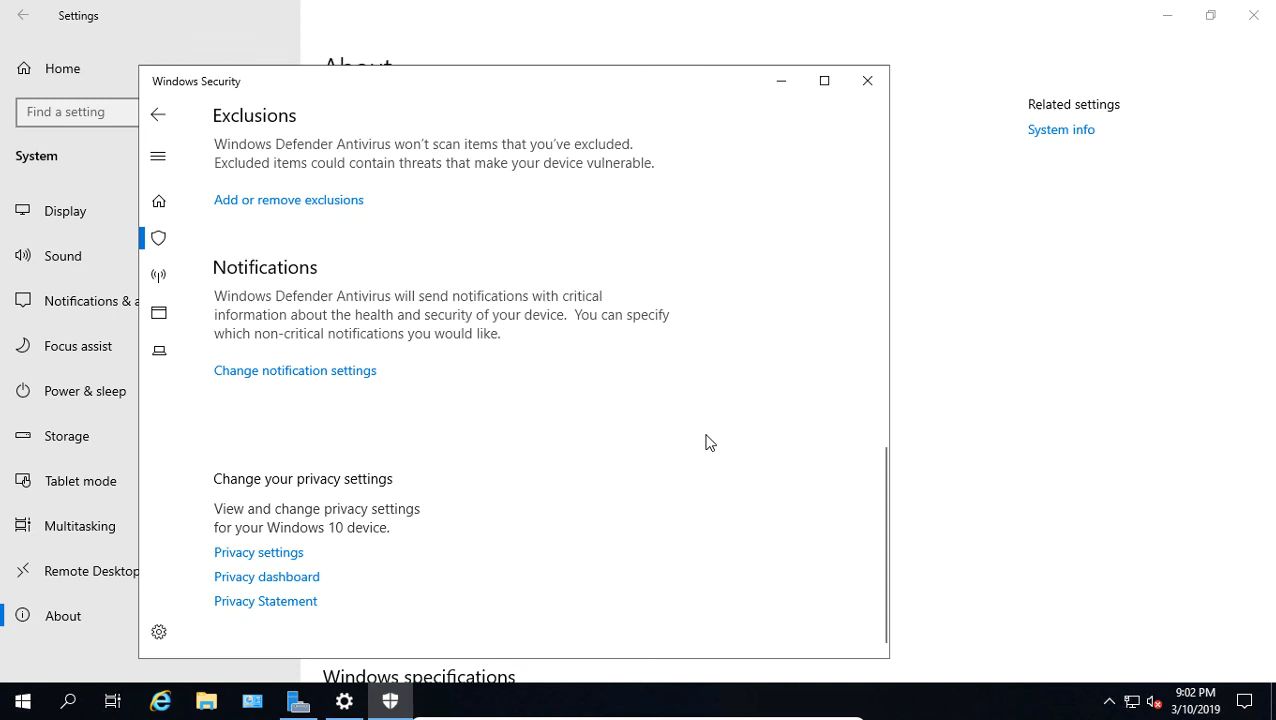 Settings
Home
Find a setting
System
Display
Sound
Notifications & a
Focus assist
Power & sleep
Storage
Tablet mode
Multitasking
Remote Desktop
About
Related settings
System info
Windows Security
Exclusions
Windows Defender Antivirus won't scan items that you've excluded.
Excluded items could contain threats that make your device vulnerable.
Add or remove exclusions
Notifications
Windows Defender Antivirus will send notifications with critical
information about the health and security of your device. You can specify
which non-critical notifications you would like.
Change notification settings
Change your privacy settings
View and change privacy settings
for your Windows 10 device.
Privacy settings
Privacy dashboard
Privacy Statement
Windows specifications
9:02 PM
3/10/2019